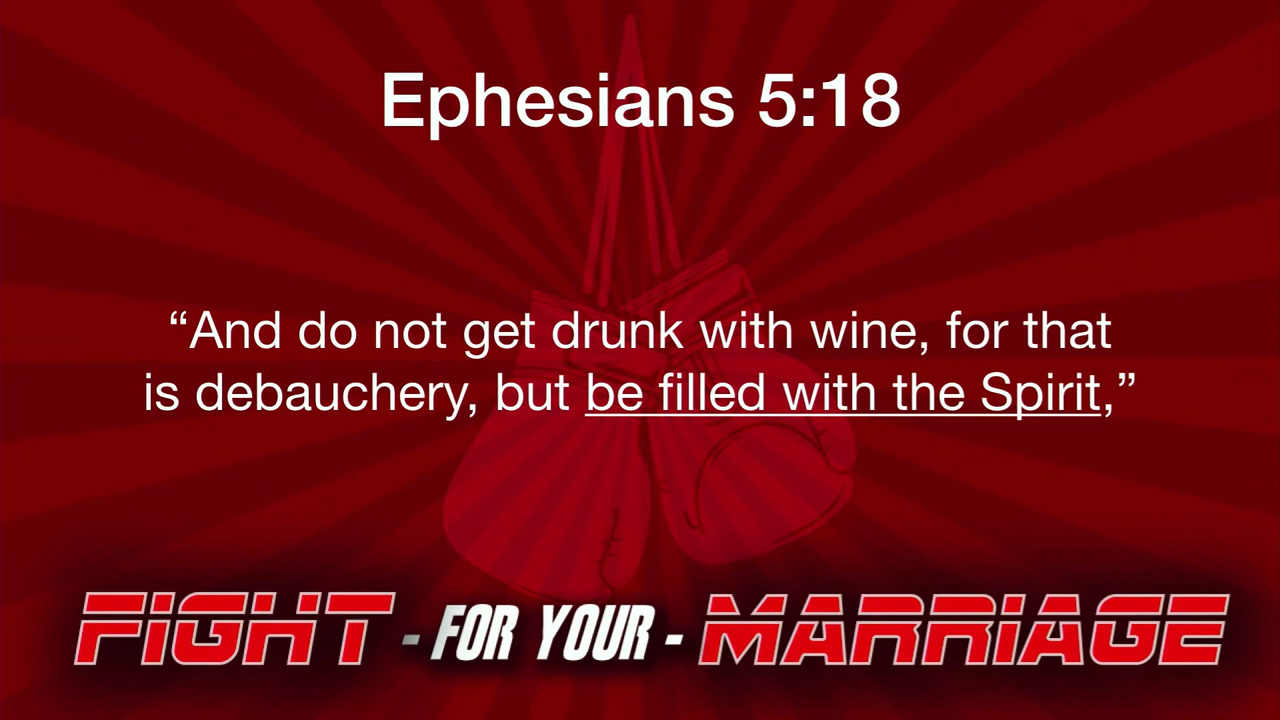 Ephesians 5:18
“And do not get drunk with wine, for that
is debauchery, but be filled with the Spirit,”
FIGHT - FOR YOUR - MARRIAGE